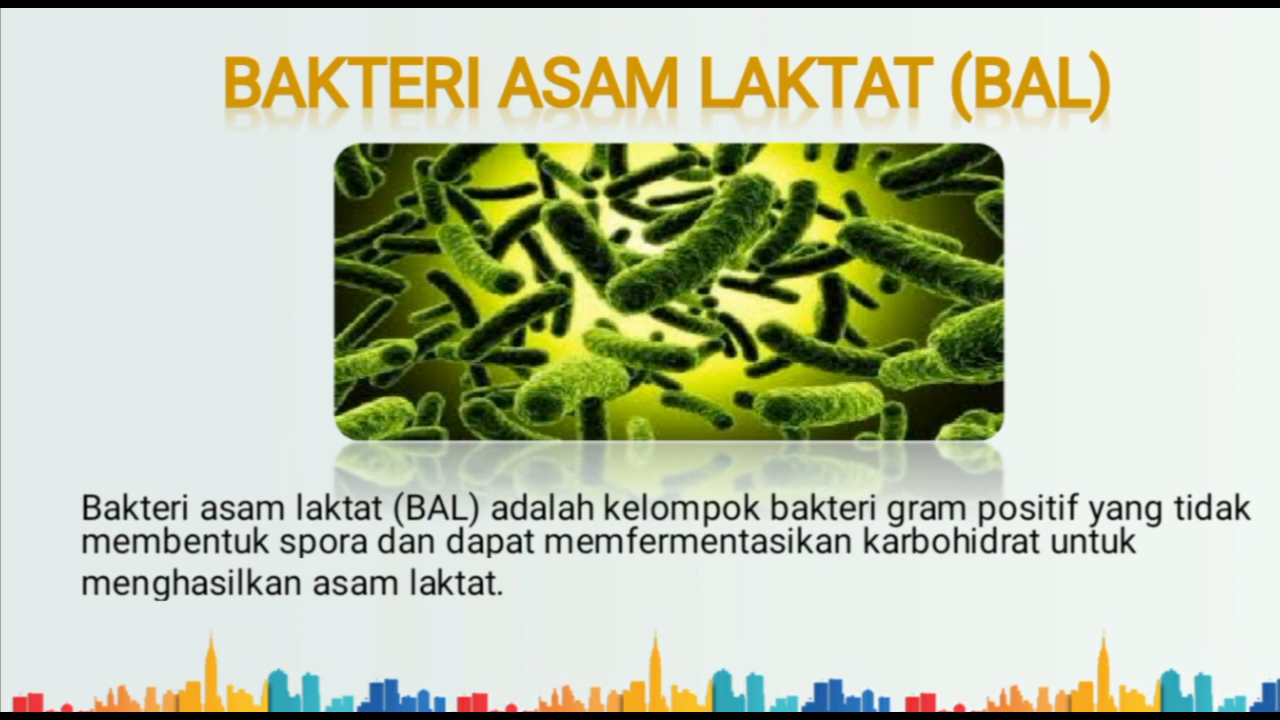 BAKTERI ASAM LAKTAT (BAL)
Bakteri asam laktat (BAL) adalah kelompok bakteri gram positif yang tidak
membentuk spora dan dapat memfermentasikan karbohidrat untuk
menghasilkan asam laktat.